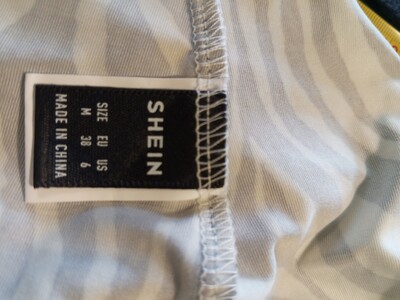 SHEIN
SIZE EU US
M 38 6
MADE IN CHINA